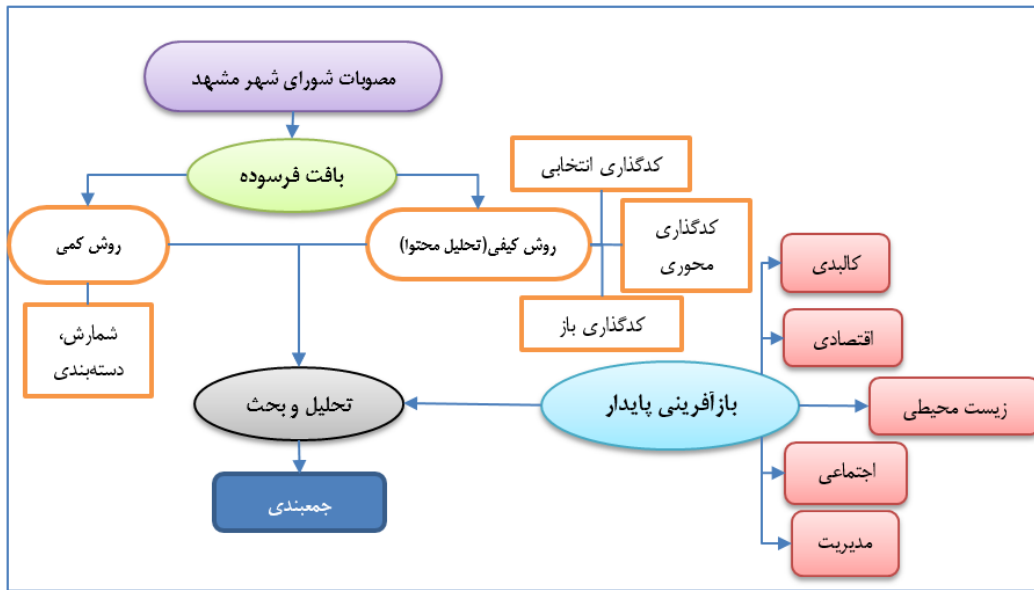 مصوبات شورای شهر مشهد
بافت فرسوده
کدگذاری انتخابی
روش کمی
روش کیفی(تحلیل محتوا)
کدگذاری
محوری
کدگذاری باز
شمارش،
دسته‌بندی
کالبدی
اقتصادی
بازآفرینی پایدار
تحلیل و بحث
زیست محیطی
اجتماعی
جمعبندی
مدیریت